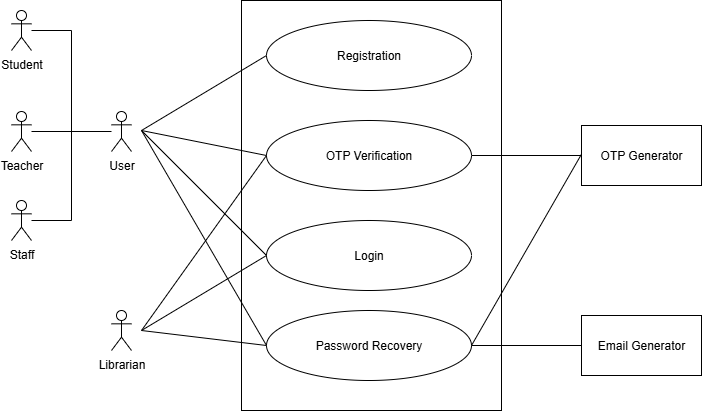 Student
Registration
OTP Verification
OTP Generator
Teacher
User
Staff
Login
Librarian
Password Recovery
Email Generator